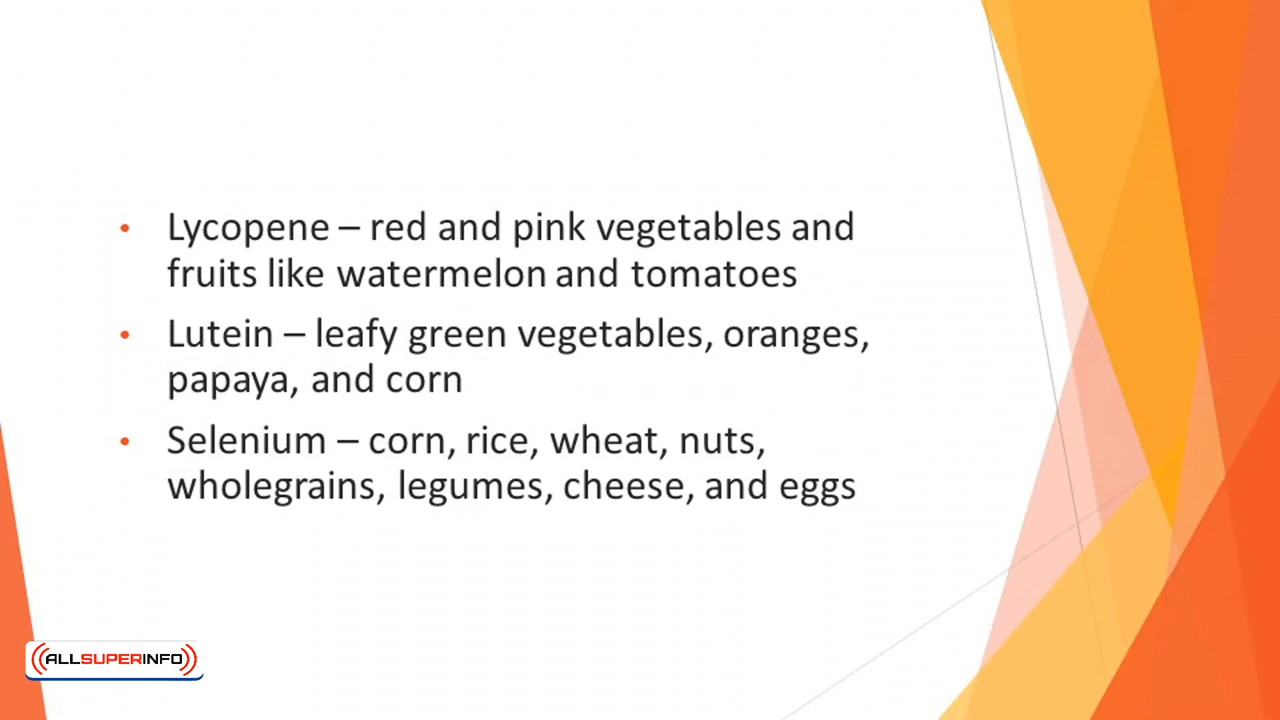 • Lycopene – red and pink vegetables and
fruits like watermelon and tomatoes
• Lutein – leafy green vegetables, oranges,
papaya, and corn
• Selenium – corn, rice, wheat, nuts,
wholegrains, legumes, cheese, and eggs
ALLSUPERINFO